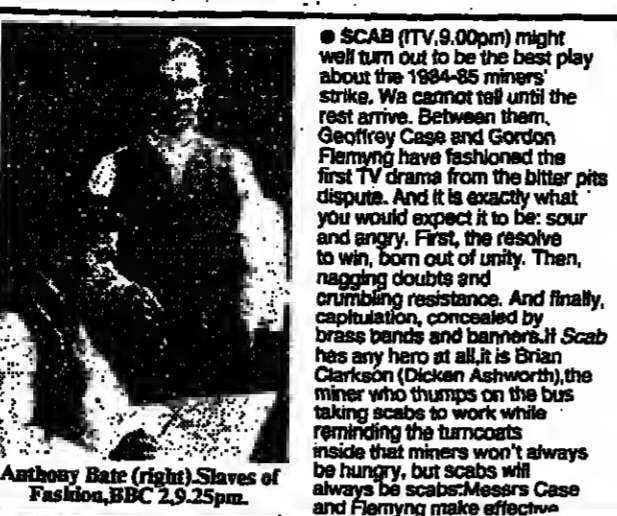 ● SCAB (ITV,9.00pm) might
well turn out to be the best play
about the 1984-85 miners'
strike. We cannot tell until the
rest arrive. Between them,
Geoffrey Case and Gordon
Flemyng have fashioned the
first TV drama from the bitter pits
dispute. And it is exactly what
you would expect it to be: sour
and angry. First, the resolve
to win, born out of unity. Then,
nagging doubts and
crumbling resistance. And finally,
capitulation, concealed by
brass bands and banners.If Scab
has any hero at all,it is Brian
Clarkson (Dicken Ashworth),the
miner who thumps on the bus
taking scabs to work while
reminding the turncoats
inside that miners won't always
be hungry, but scabs will
always be scabs.Messrs Case
and Flemyng make effective
Anthony Bate (right).Slaves of
Fashion,BBC 2,9.25pm.